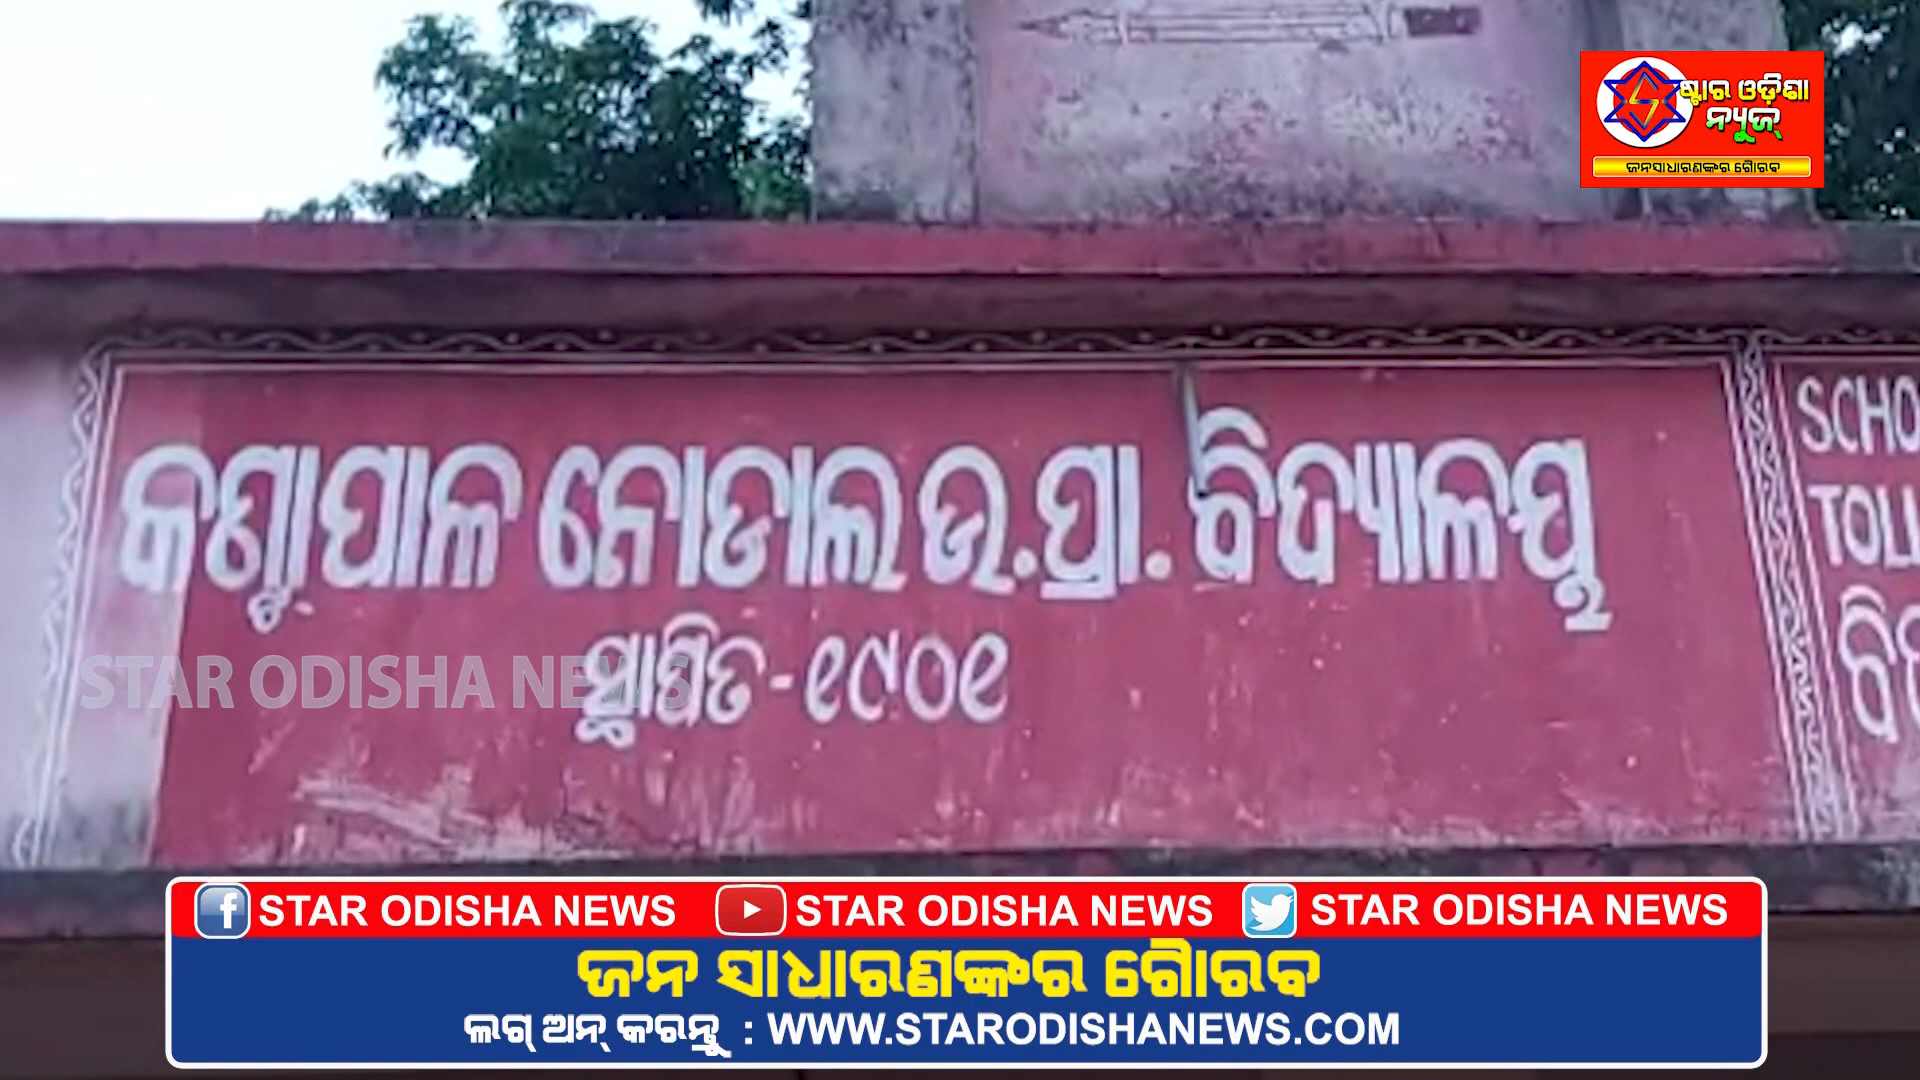 ଷ୍ଟାର ଓଡ଼ିଶା
ନ୍ୟୁଜ୍
ଜନସାଧାରଣଙ୍କର ଗୌରବ
କଣ୍ଟାପାଳ ନୋଡାଲ ଉ.ପ୍ରା. ବିଦ୍ୟାଳୟ
ସ୍ଥାପିତ-୧୯୦୧
SCHO
TOLL
STAR ODISHA NEWS
STAR ODISHA NEWS STAR ODISHA NEWS STAR ODISHA NEWS
ଜନ ସାଧାରଣଙ୍କର ଗୌରବ
ଲଗ୍ ଅନ୍ କରନ୍ତୁ : WWW.STARODISHANEWS.COM